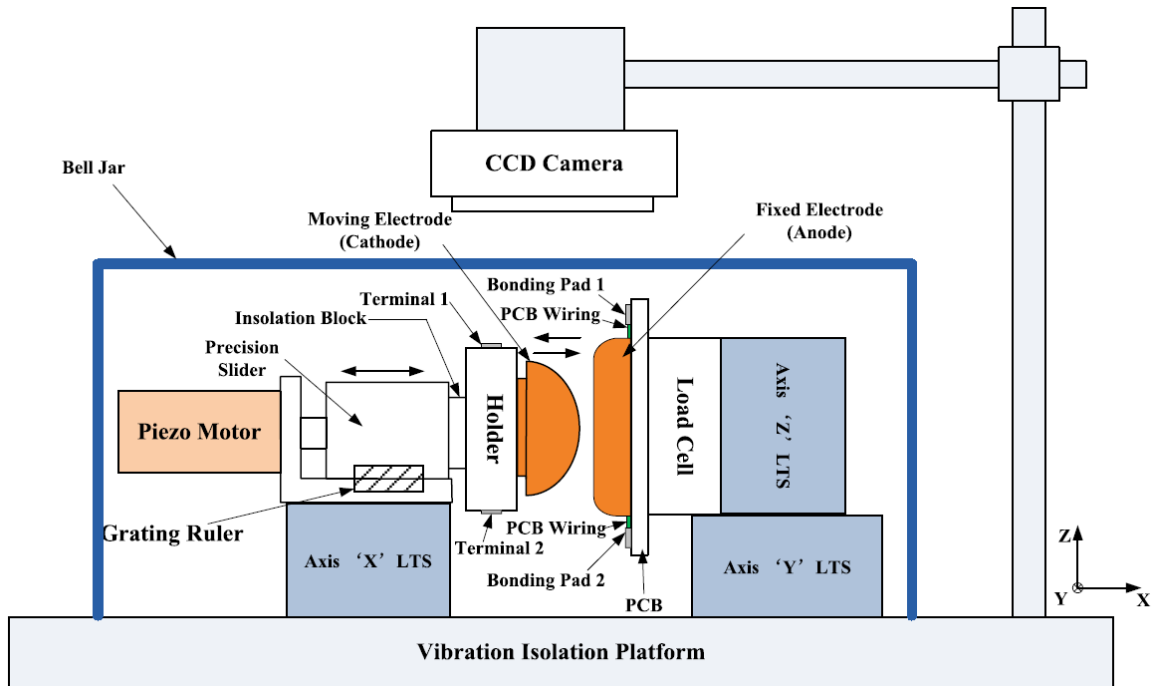 CCD Camera
Bell Jar
Moving Electrode
(Cathode)
Fixed Electrode
(Anode)
Bonding Pad 1
Terminal 1
PCB Wiring
Insolation Block
Precision
Slider
Piezo Motor
Holder
Load Cell
Axis 'Z' LTS
Grating Ruler
PCB Wiring
Terminal 2
Axis 'X' LTS
Bonding Pad 2
Axis 'Y' LTS
PCB
Z
Y
X
Vibration Isolation Platform